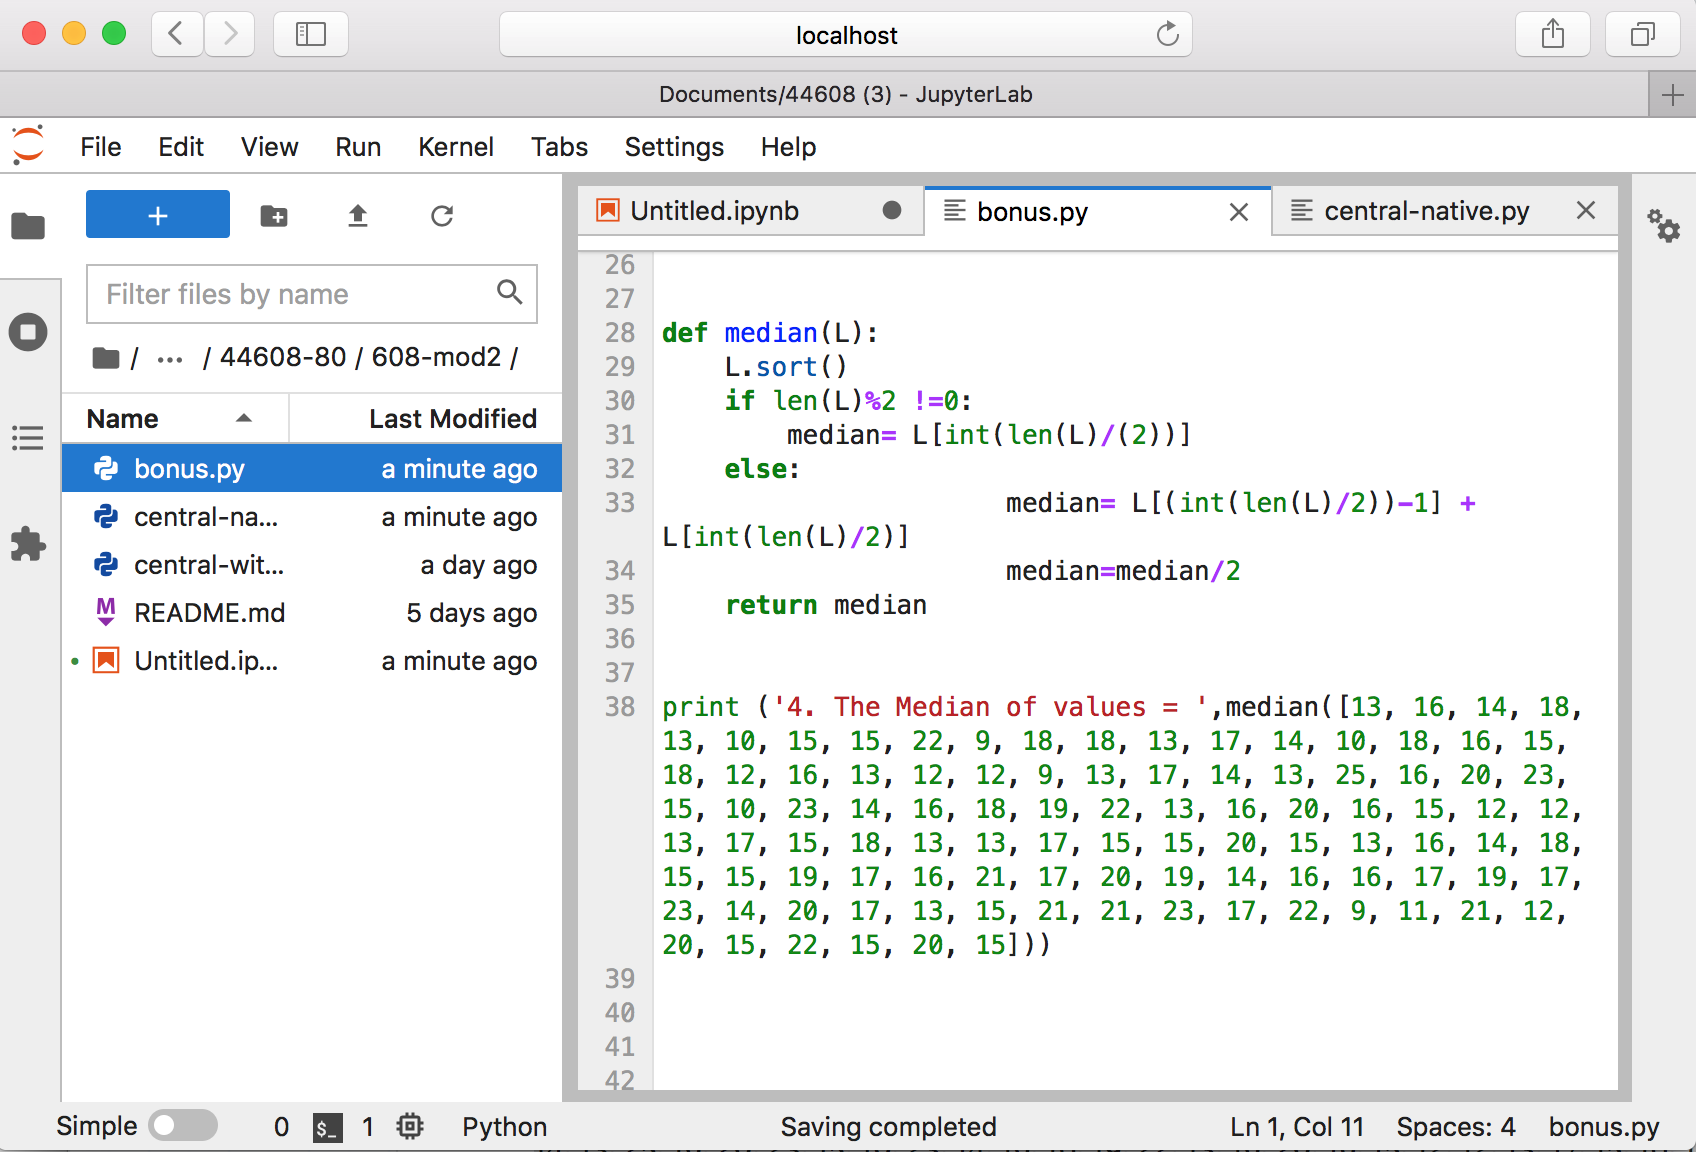 localhost
Documents/44608 (3) - JupyterLab
File Edit View Run Kernel Tabs Settings Help
+
Filter files by name
/ ... / 44608-80 / 608-mod2 /
Name Last Modified
bonus.py a minute ago
central-na... a minute ago
central-wit... a day ago
README.md 5 days ago
Untitled.ip... a minute ago
Untitled.ipynb bonus.py central-native.py
26
27
28 def median(L):
29 L.sort()
30 if len(L)%2 !=0:
31 median= L[int(len(L)/(2))]
32 else:
33 median= L[(int(len(L)/2))-1] +
L[int(len(L)/2)]
34 median=median/2
35 return median
36
37
38 print ('4. The Median of values = ',median([13, 16, 14, 18,
13, 10, 15, 15, 22, 9, 18, 18, 13, 17, 14, 10, 18, 16, 15,
18, 12, 16, 13, 12, 12, 9, 13, 17, 14, 13, 25, 16, 20, 23,
15, 10, 23, 14, 16, 18, 19, 22, 13, 16, 20, 16, 15, 12, 12,
13, 17, 15, 18, 13, 13, 17, 15, 15, 20, 15, 13, 16, 14, 18,
15, 15, 19, 17, 16, 21, 17, 20, 19, 14, 16, 16, 17, 19, 17,
23, 14, 20, 17, 13, 15, 21, 21, 23, 17, 22, 9, 11, 21, 12,
20, 15, 22, 15, 20, 15]))
39
40
41
42
Simple 0 $_ 1 Python Saving completed Ln 1, Col 11 Spaces: 4 bonus.py